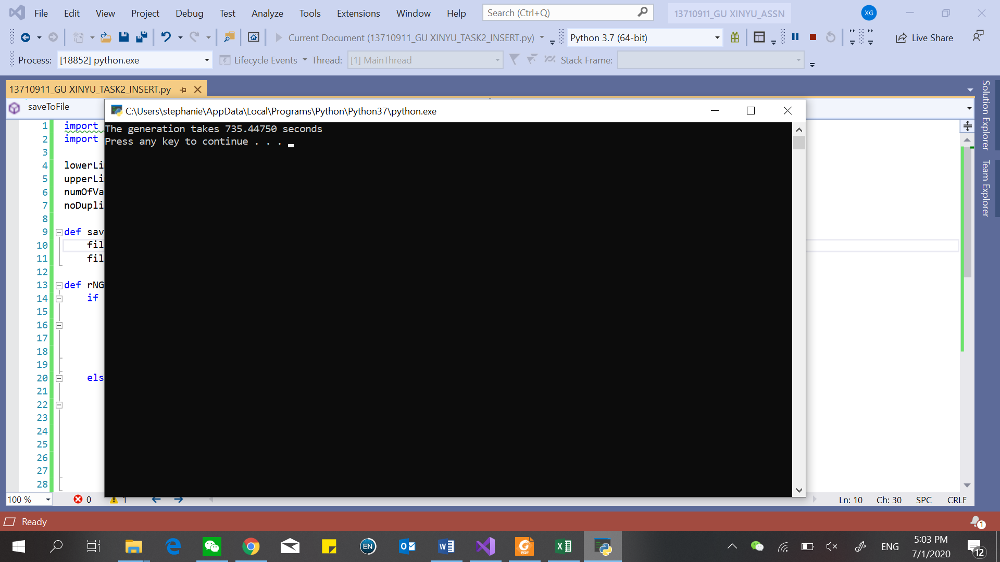 File Edit View Project Debug Test Analyze Tools Extensions Window Help Search (Ctrl+Q) 13710911_GU XINYU_ASSN XG
Current Document (13710911_GU XINYU_TASK2_INSERT.py) Python 3.7 (64-bit) Live Share
Process: [18852] python.exe Lifecycle Events Thread: [1] MainThread Stack Frame:
13710911_GU XINYU_TASK2_INSERT.py
saveToFile
C:\Users\stephanie\AppData\Local\Programs\Python\Python37\python.exe
The generation takes 735.44750 seconds
Press any key to continue . . .
1 import
2 import
3
4 lowerLi
5 upperLi
6 numOfVa
7 noDupli
8
9 def sav
10 fil
11 fil
12
13 def rNG
14 if
15
16
17
18
19
20 els
21
22
23
24
25
26
27
28
Solution Explorer
Team Explorer
100 % 0 1 Ln: 10 Ch: 30 SPC CRLF
Ready 1
EN PDF ENG 5:03 PM
7/1/2020 12